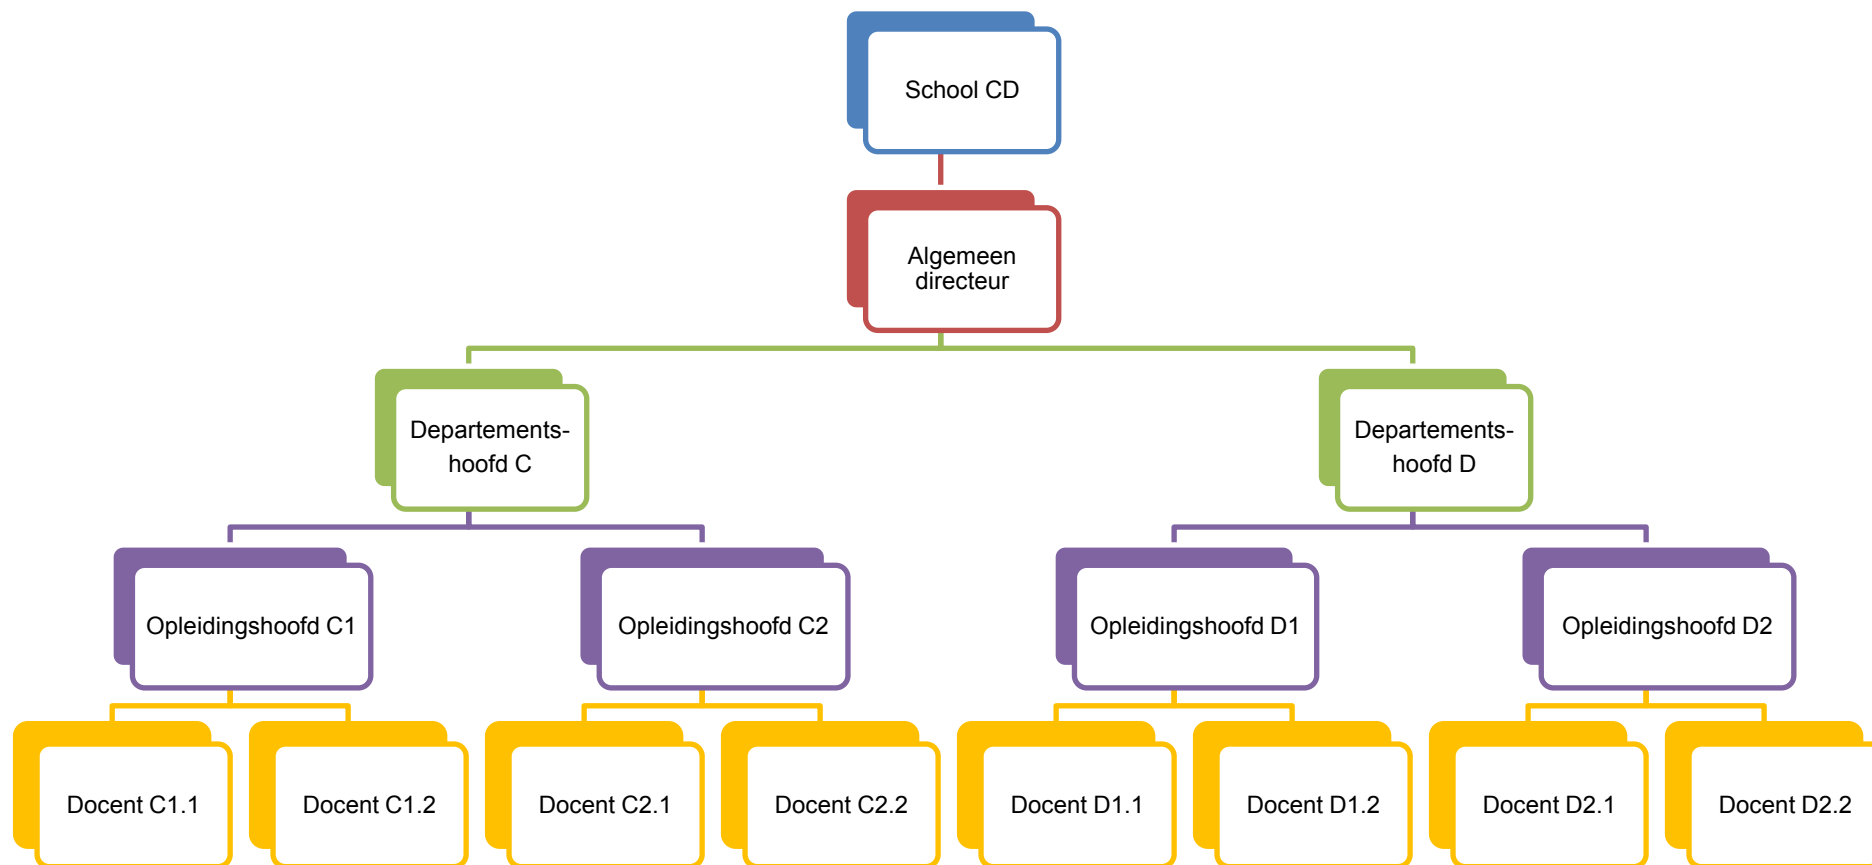 School CD
Algemeen
directeur
Departements-
hoofd C
Departements-
hoofd D
Opleidingshoofd C1
Opleidingshoofd C2
Opleidingshoofd D1
Opleidingshoofd D2
Docent C1.1
Docent C1.2
Docent C2.1
Docent C2.2
Docent D1.1
Docent D1.2
Docent D2.1
Docent D2.2